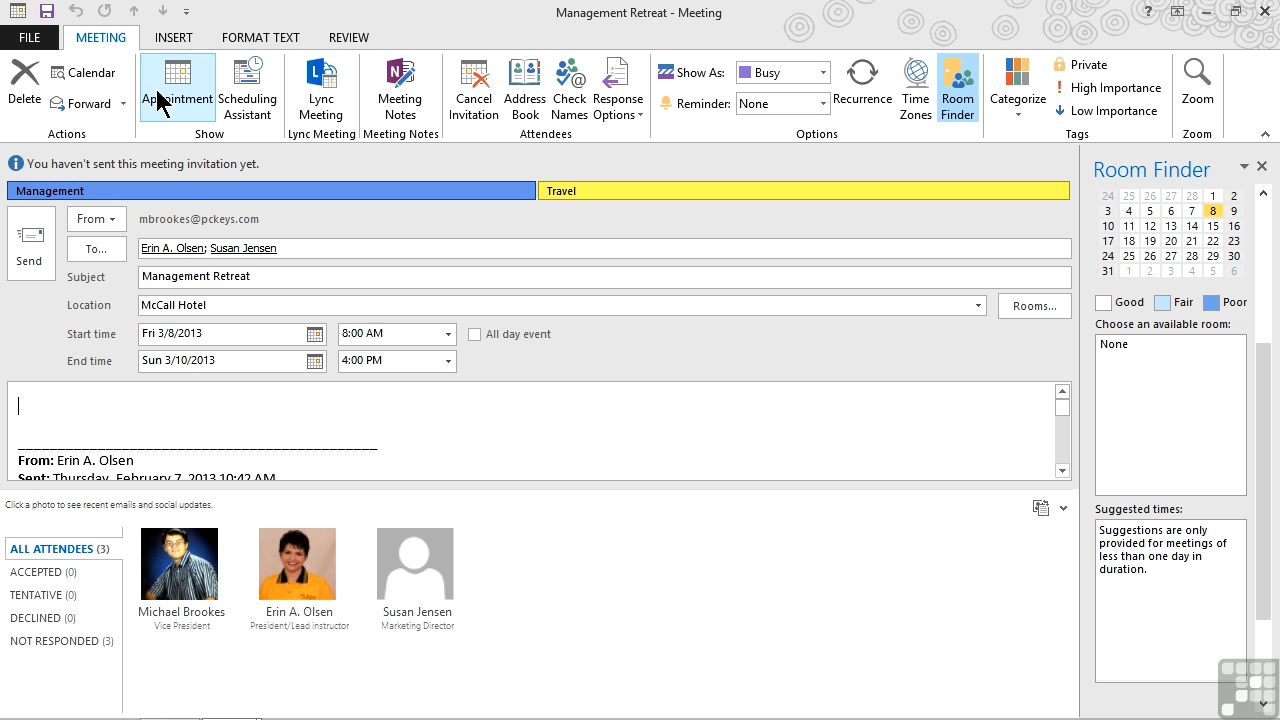 Management Retreat - Meeting
?
FILE MEETING INSERT FORMAT TEXT REVIEW
Delete
Calendar
Forward
Actions
Appointment
Scheduling Assistant
Show
Lync Meeting
Lync Meeting
Meeting Notes
Meeting Notes
Cancel Invitation
Address Book
Check Names
Response Options
Attendees
Show As: Busy
Reminder: None
Recurrence
Time Zones
Room Finder
Options
Categorize
Private
High Importance
Low Importance
Tags
Zoom
Zoom
You haven't sent this meeting invitation yet.
Management Travel
Send
From mbrookes@pckeys.com
To... Erin A. Olsen; Susan Jensen
Subject Management Retreat
Location McCall Hotel Rooms...
Start time Fri 3/8/2013 8:00 AM All day event
End time Sun 3/10/2013 4:00 PM
From: Erin A. Olsen
Sent: Thursday, February 7, 2013 10:42 AM
Click a photo to see recent emails and social updates.
ALL ATTENDEES (3)
ACCEPTED (0)
TENTATIVE (0)
DECLINED (0)
NOT RESPONDED (3)
Michael Brookes
Vice President
Erin A. Olsen
President/Lead instructor
Susan Jensen
Marketing Director
Room Finder
24 25 26 27 28 1 2
3 4 5 6 7 8 9
10 11 12 13 14 15 16
17 18 19 20 21 22 23
24 25 26 27 28 29 30
31 1 2 3 4 5 6
Good Fair Poor
Choose an available room:
None
Suggested times:
Suggestions are only
provided for meetings of
less than one day in
duration.